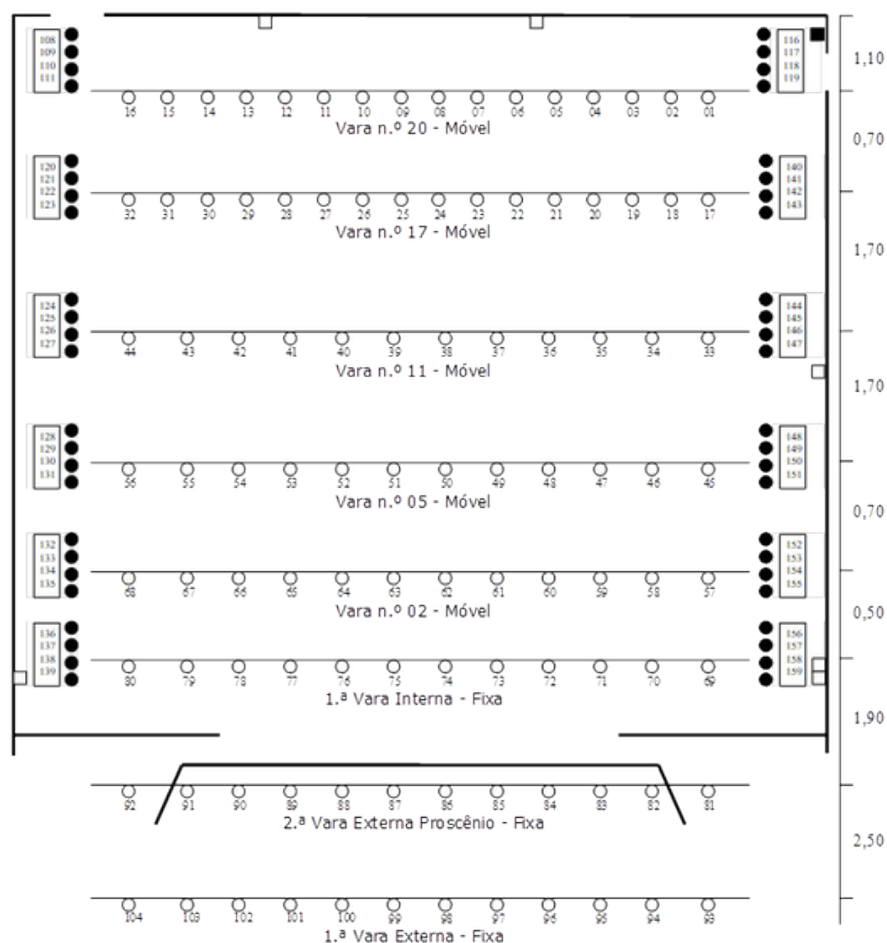 108 116
109 117
110 118
111 119
1,10
16 15 14 13 12 11 10 09 08 07 06 05 04 03 02 01
Vara n.º 20 - Móvel
0,70
120 140
121 141
122 142
123 143
32 31 30 29 28 27 26 25 24 23 22 21 20 19 18 17
Vara n.º 17 - Móvel
1,70
124 144
125 145
126 146
127 147
44 43 42 41 40 39 38 37 36 35 34 33
Vara n.º 11 - Móvel
1,70
128 148
129 149
130 150
131 151
56 55 54 53 52 51 50 49 48 47 46 45
Vara n.º 05 - Móvel
0,70
132 152
133 153
134 154
135 155
68 67 66 65 64 63 62 61 60 59 58 57
Vara n.º 02 - Móvel
0,50
136 156
137 157
138 158
139 159
80 79 78 77 76 75 74 73 72 71 70 69
1.ª Vara Interna - Fixa
1,90
92 91 90 89 88 87 86 85 84 83 82 81
2.ª Vara Externa Proscênio - Fixa
2,50
104 103 102 101 100 99 98 97 96 95 94 93
1.ª Vara Externa - Fixa